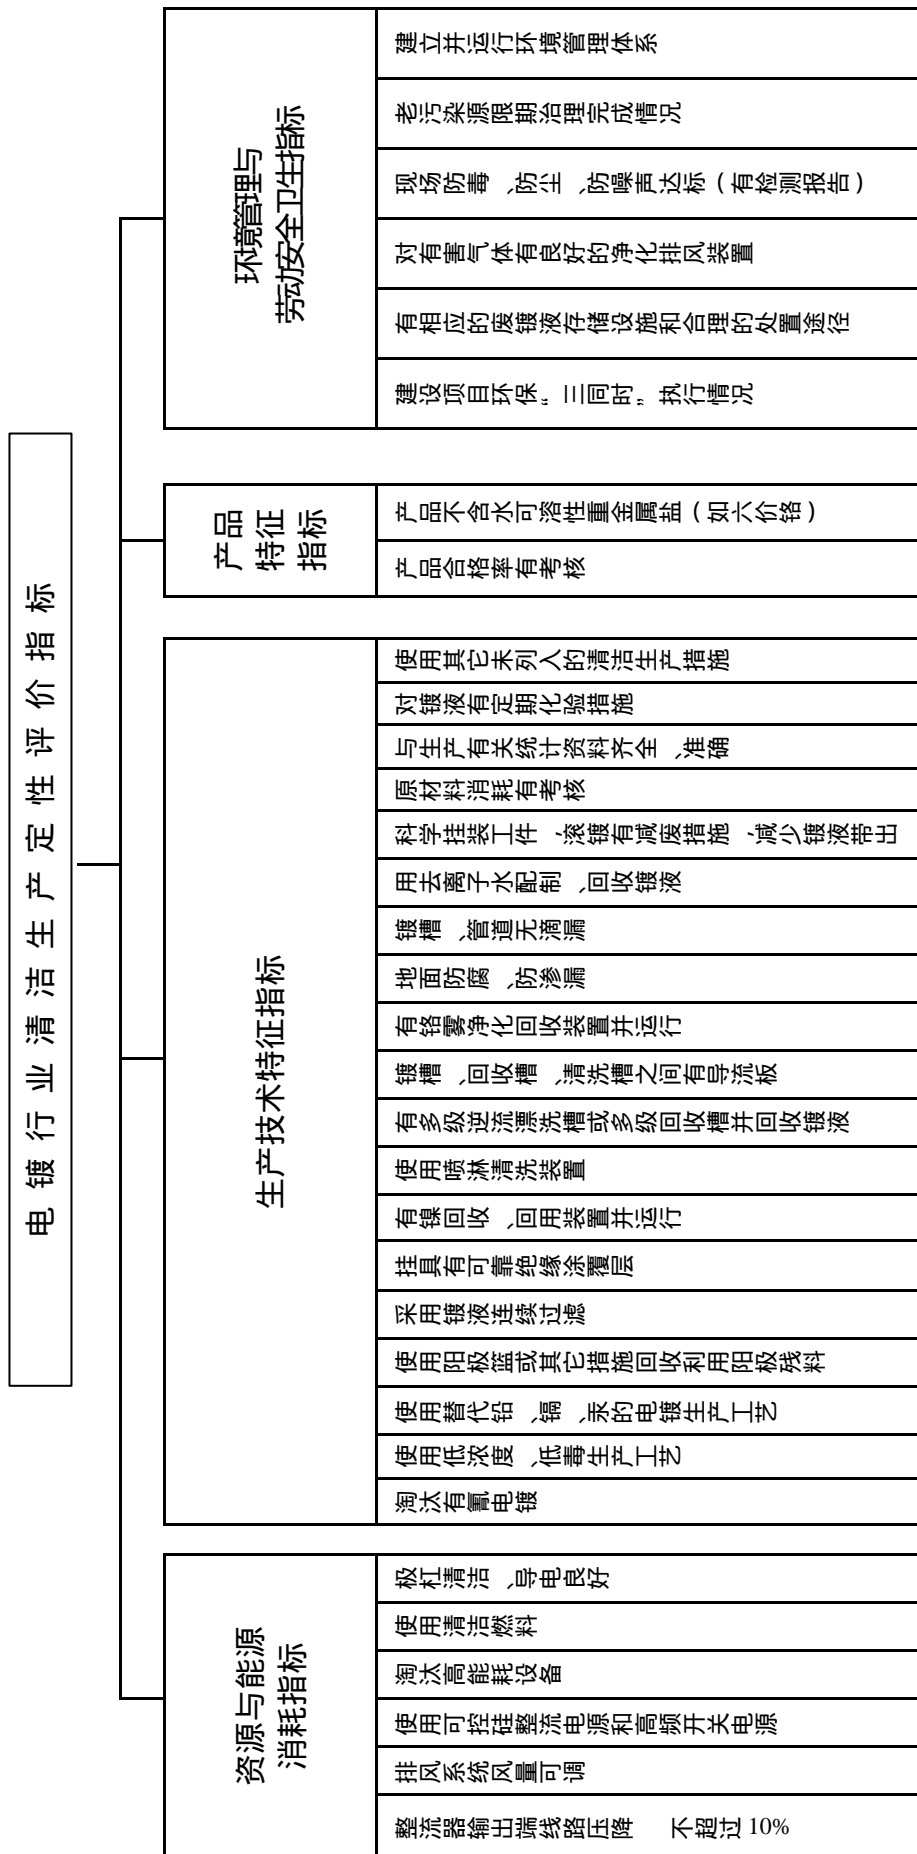 电镀行业清洁生产定性评价指标
资源与能源
消耗指标
整流器输出端线路压降 不超过 10%
排风系统风量可调
使用可控硅整流电源和高频开关电源
淘汰高能耗设备
使用清洁燃料
极杠清洁、导电良好
生产技术特征指标
淘汰有氰电镀
使用低浓度、低毒生产工艺
使用替代铅、镉、汞的电镀生产工艺
使用阳极篮或其它措施回收利用阳极残料
采用镀液连续过滤
挂具有可靠绝缘涂覆层
有镍回收、回用装置并运行
使用喷淋清洗装置
有多级逆流漂洗槽或多级回收槽并回收镀液
镀槽、回收槽、清洗槽之间有导流板
有铬雾净化回收装置并运行
地面防腐、防渗漏
镀槽、管道无滴漏
用去离子水配制、回收镀液
科学挂装工件,滚镀有减废措施,减少镀液带出
原材料消耗有考核
与生产有关统计资料齐全、准确
对镀液有定期化验措施
使用其它未列入的清洁生产措施
产品
特征
指标
产品合格率有考核
产品不含水可溶性重金属盐(如六价铬)
环境管理与
劳动安全卫生指标
建设项目环保“三同时”执行情况
有相应的废镀液存储设施和合理的处置途径
对有害气体有良好的净化排风装置
现场防毒、防尘、防噪声达标(有检测报告)
老污染源限期治理完成情况
建立并运行环境管理体系